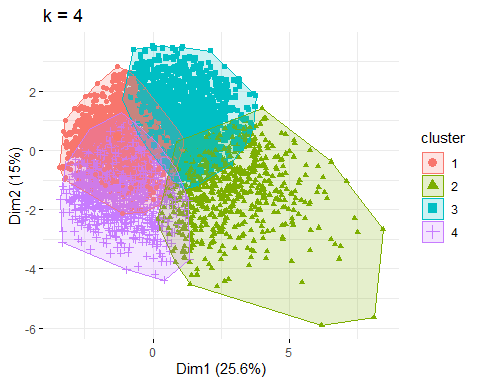 k = 4
2
0
-2
-4
-6
Dim2 (15%)
0
5
Dim1 (25.6%)
cluster
1
2
3
4